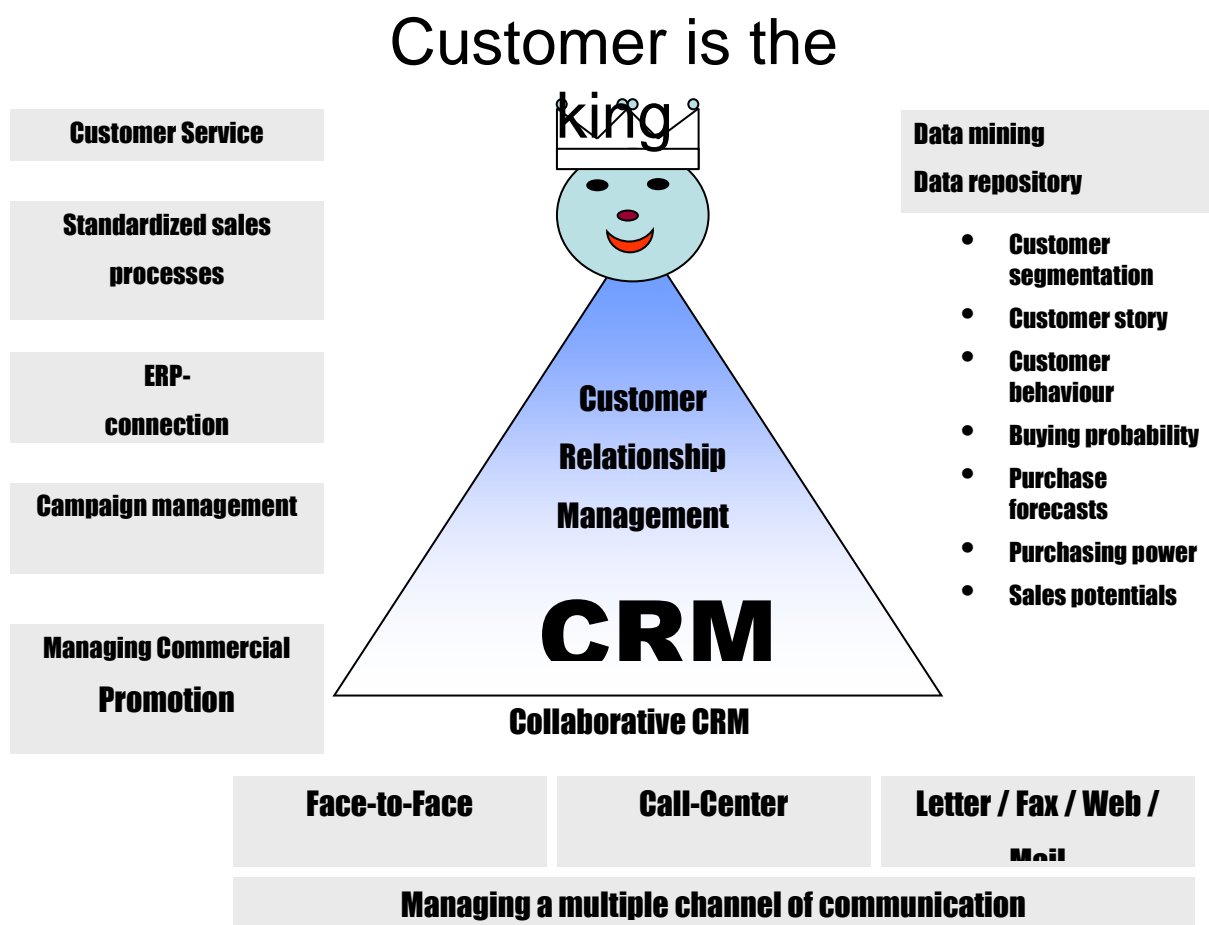 Customer is the
king
Customer Service
Standardized sales
processes
ERP-
connection
Campaign management
Managing Commercial
Promotion
Data mining
Data repository
• Customer
segmentation
• Customer story
• Customer
behaviour
• Buying probability
• Purchase
forecasts
• Purchasing power
• Sales potentials
Customer
Relationship
Management
CRM
Collaborative CRM
Face-to-Face
Call-Center
Letter / Fax / Web /
Mail
Managing a multiple channel of communication